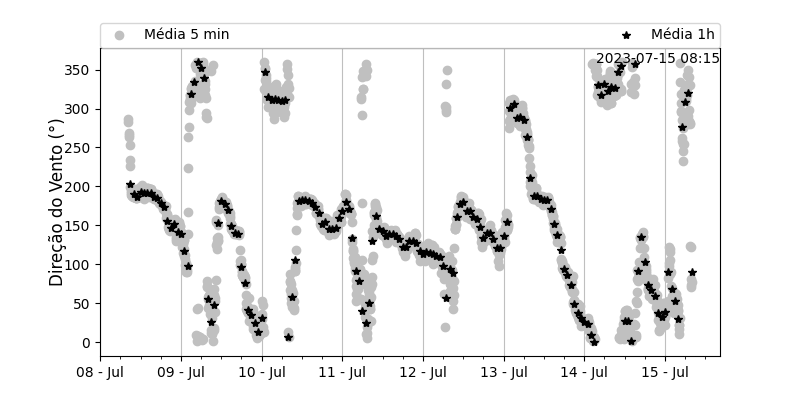 Média 5 min
Média 1h
2023-07-15 08:15
Direção do Vento (°)
350
300
250
200
150
100
50
0
08 - Jul
09 - Jul
10 - Jul
11 - Jul
12 - Jul
13 - Jul
14 - Jul
15 - Jul